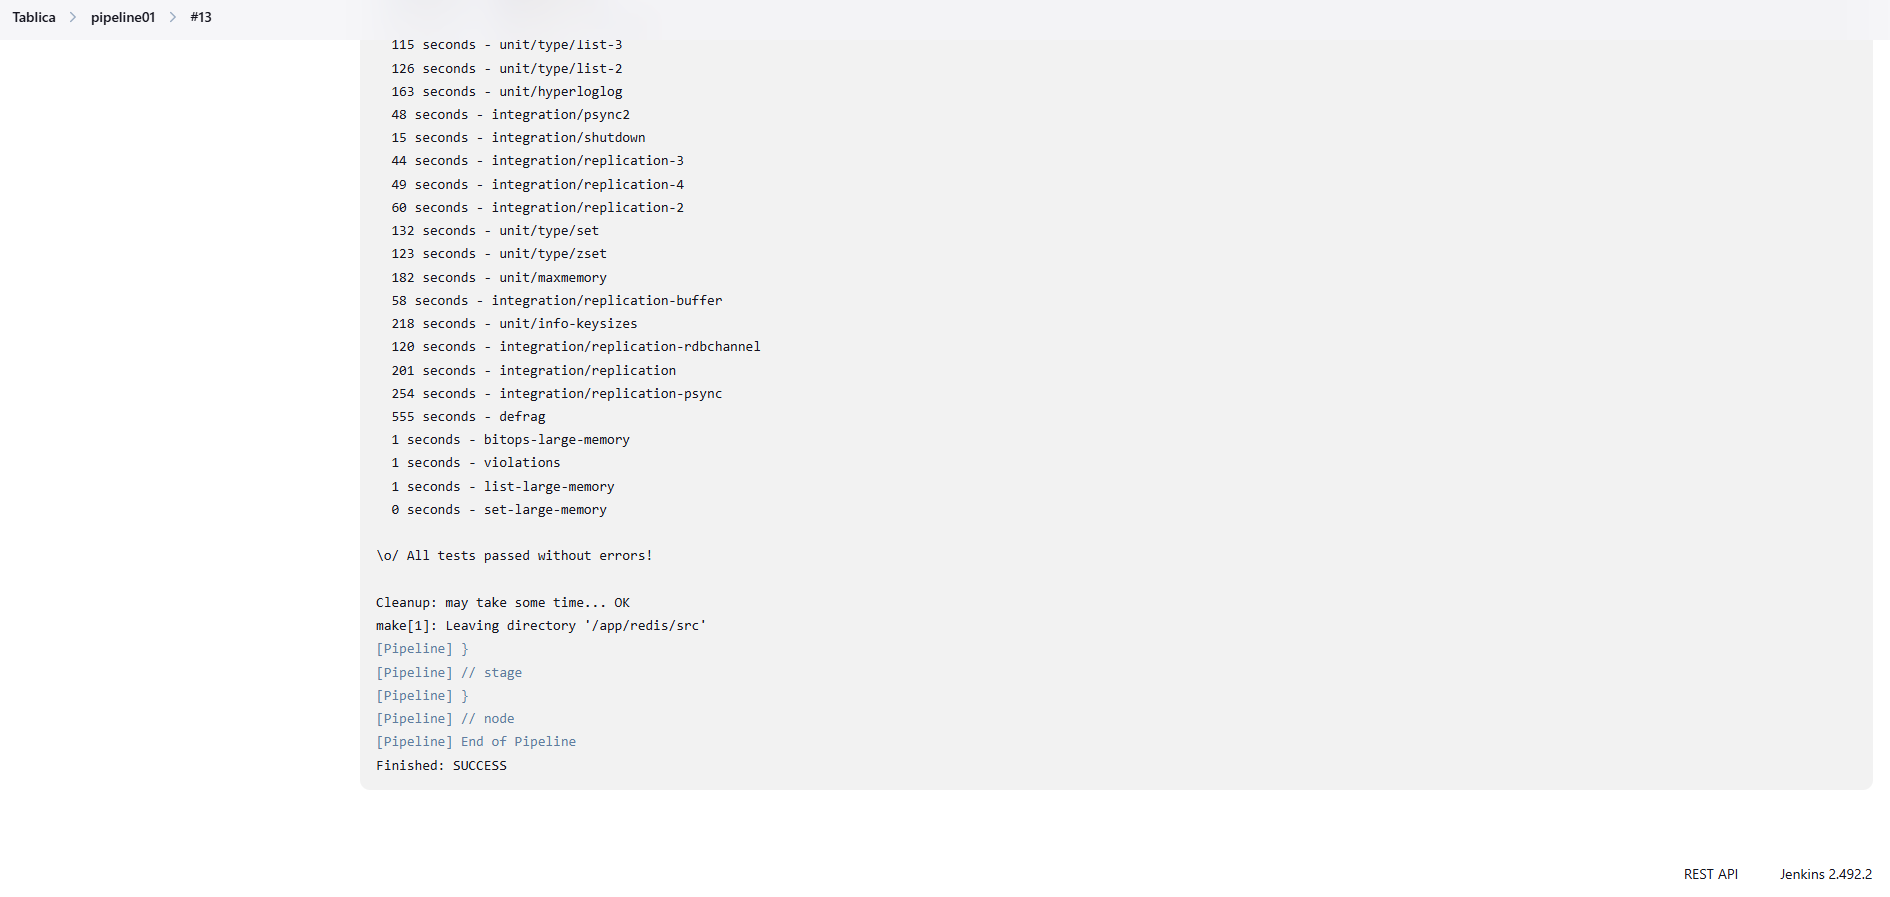 Tablica > pipeline01 > #13
115 seconds - unit/type/list-3
126 seconds - unit/type/list-2
163 seconds - unit/hyperloglog
48 seconds - integration/psync2
15 seconds - integration/shutdown
44 seconds - integration/replication-3
49 seconds - integration/replication-4
60 seconds - integration/replication-2
132 seconds - unit/type/set
123 seconds - unit/type/zset
182 seconds - unit/maxmemory
58 seconds - integration/replication-buffer
218 seconds - unit/info-keysizes
120 seconds - integration/replication-rdbchannel
201 seconds - integration/replication
254 seconds - integration/replication-psync
555 seconds - defrag
1 seconds - bitops-large-memory
1 seconds - violations
1 seconds - list-large-memory
0 seconds - set-large-memory
\o/ All tests passed without errors!
Cleanup: may take some time... OK
make[1]: Leaving directory '/app/redis/src'
[Pipeline] }
[Pipeline] // stage
[Pipeline] }
[Pipeline] // node
[Pipeline] End of Pipeline
Finished: SUCCESS
REST API Jenkins 2.492.2